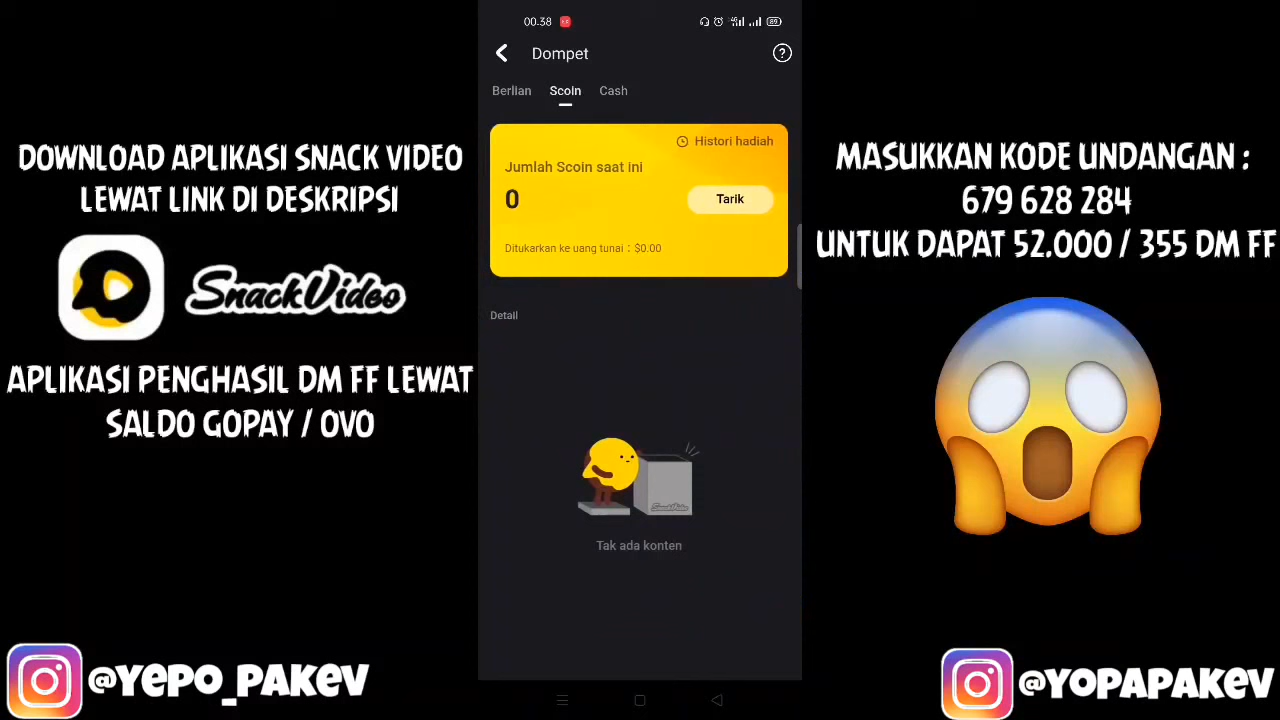 DOWNLOAD APLIKASI SNACK VIDEO
LEWAT LINK DI DESKRIPSI
SnackVideo
APLIKASI PENGHASIL DM FF LEWAT
SALDO GOPAY / OVO
@YEPO_PAKEV
00.38
89
Dompet
?
Berlian Scoin Cash
Histori hadiah
Jumlah Scoin saat ini
0
Tarik
Ditukarkan ke uang tunai : $0.00
Detail
SnackVideo
Tak ada konten
MASUKKAN KODE UNDANGAN :
679 628 284
UNTUK DAPAT 52.000 / 355 DM FF
@YOPAPAKEV